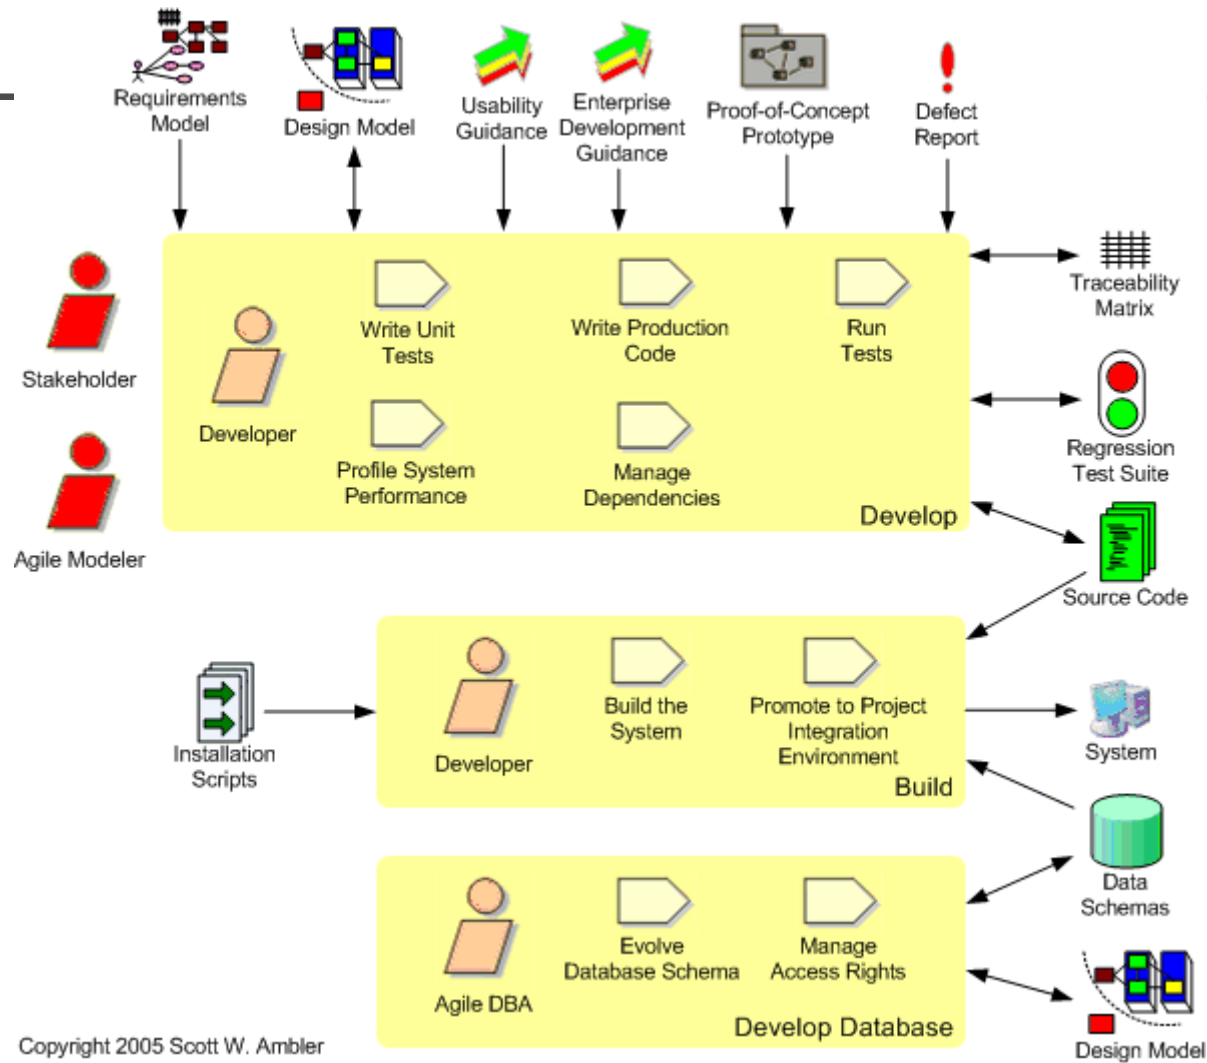 Requirements
Model
Design Model
Usability
Guidance
Enterprise
Development
Guidance
Proof-of-Concept
Prototype
Defect
Report
Stakeholder
Agile Modeler
Developer
Write Unit
Tests
Write Production
Code
Run
Tests
Profile System
Performance
Manage
Dependencies
Develop
Traceability
Matrix
Regression
Test Suite
Source Code
Installation
Scripts
Developer
Build the
System
Promote to Project
Integration
Environment
Build
System
Data
Schemas
Agile DBA
Evolve
Database Schema
Manage
Access Rights
Develop Database
Design Model
Copyright 2005 Scott W. Ambler